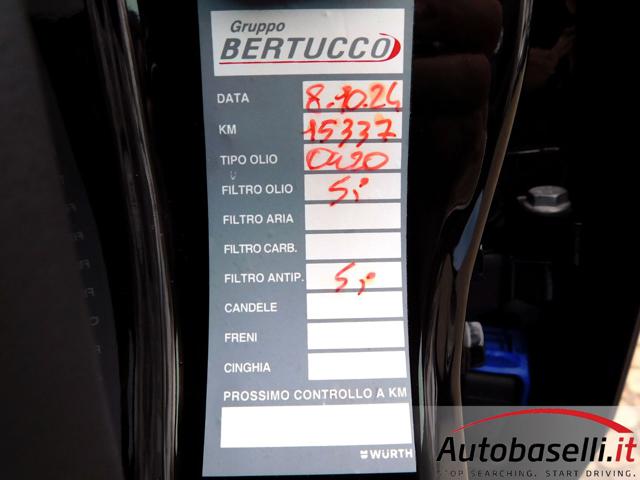 Gruppo
BERTUCCO
DATA 8.10.24
KM 15337
TIPO OLIO 0W20
FILTRO OLIO Si
FILTRO ARIA
FILTRO CARB.
FILTRO ANTIP. Si
CANDELE
FRENI
CINGHIA
PROSSIMO CONTROLLO A KM
WÜRTH
Autobaselli.it
STOP SEARCHING. START DRIVING.